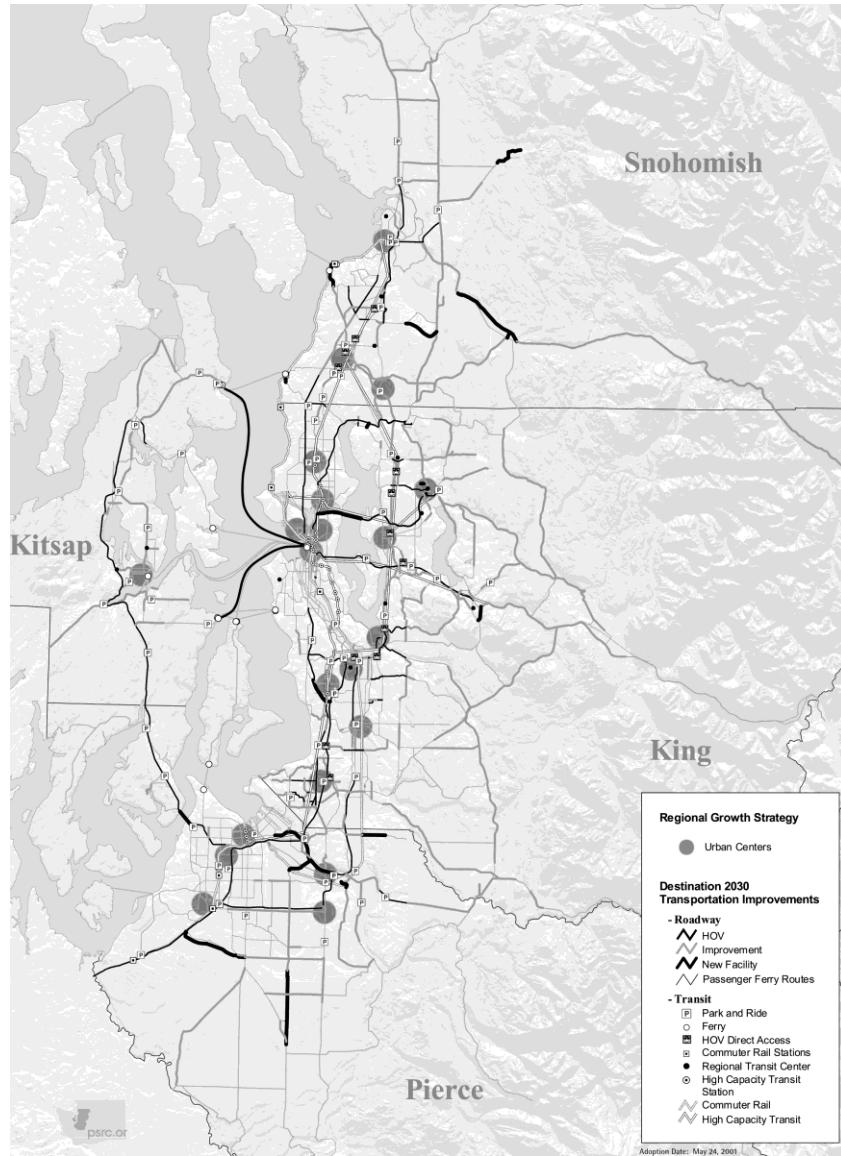 Snohomish
Kitsap
King
Pierce
Regional Growth Strategy
Urban Centers
Destination 2030
Transportation Improvements
- Roadway
HOV
Improvement
New Facility
Passenger Ferry Routes
- Transit
P Park and Ride
Ferry
HOV Direct Access
Commuter Rail Stations
Regional Transit Center
High Capacity Transit
Station
Commuter Rail
High Capacity Transit
psrc.or
Adoption Date: May 24, 2001